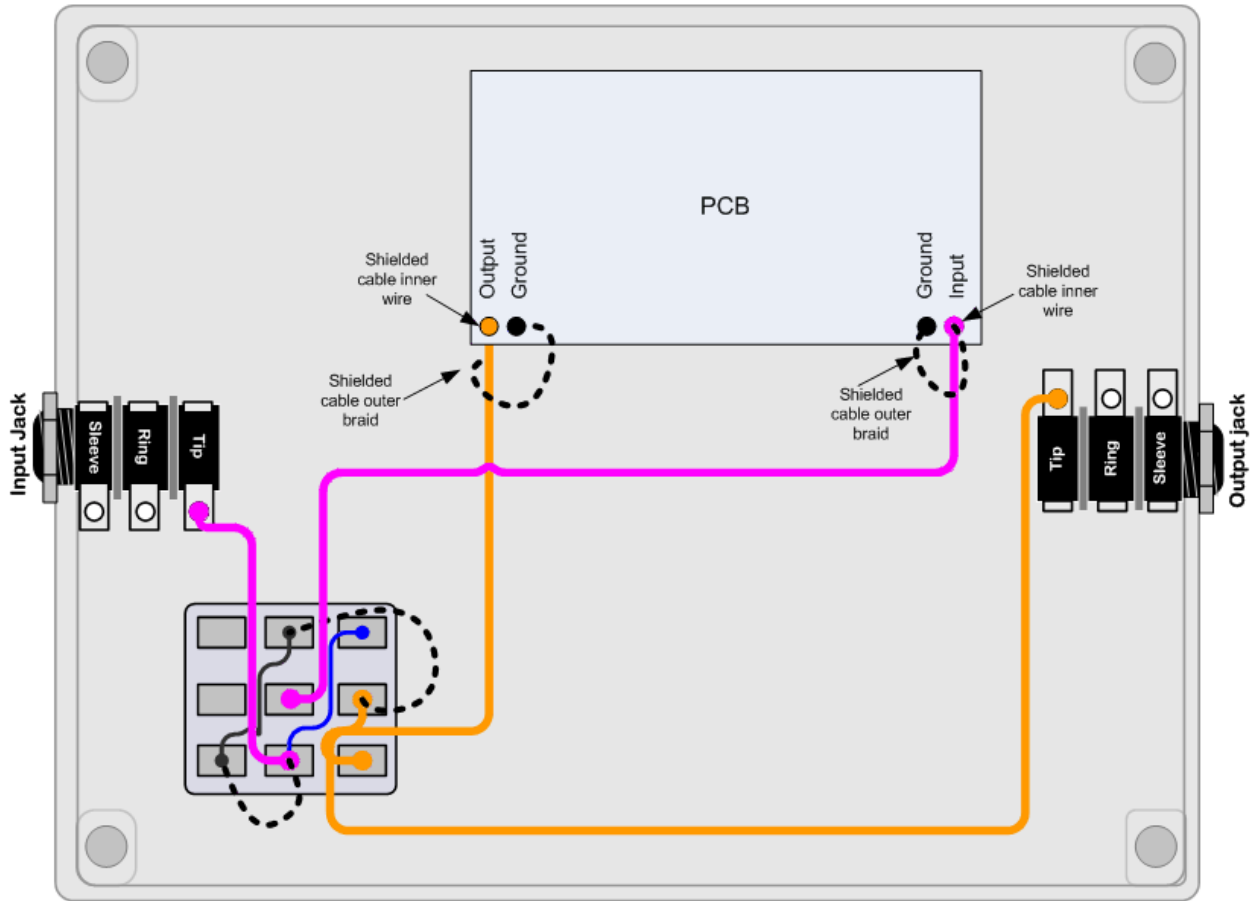 PCB
Output
Ground
Ground
Input
Shielded
cable inner
wire
Shielded
cable inner
wire
Shielded
cable outer
braid
Shielded
cable outer
braid
Input Jack
Sleeve
Ring
Tip
Tip
Ring
Sleeve
Output jack